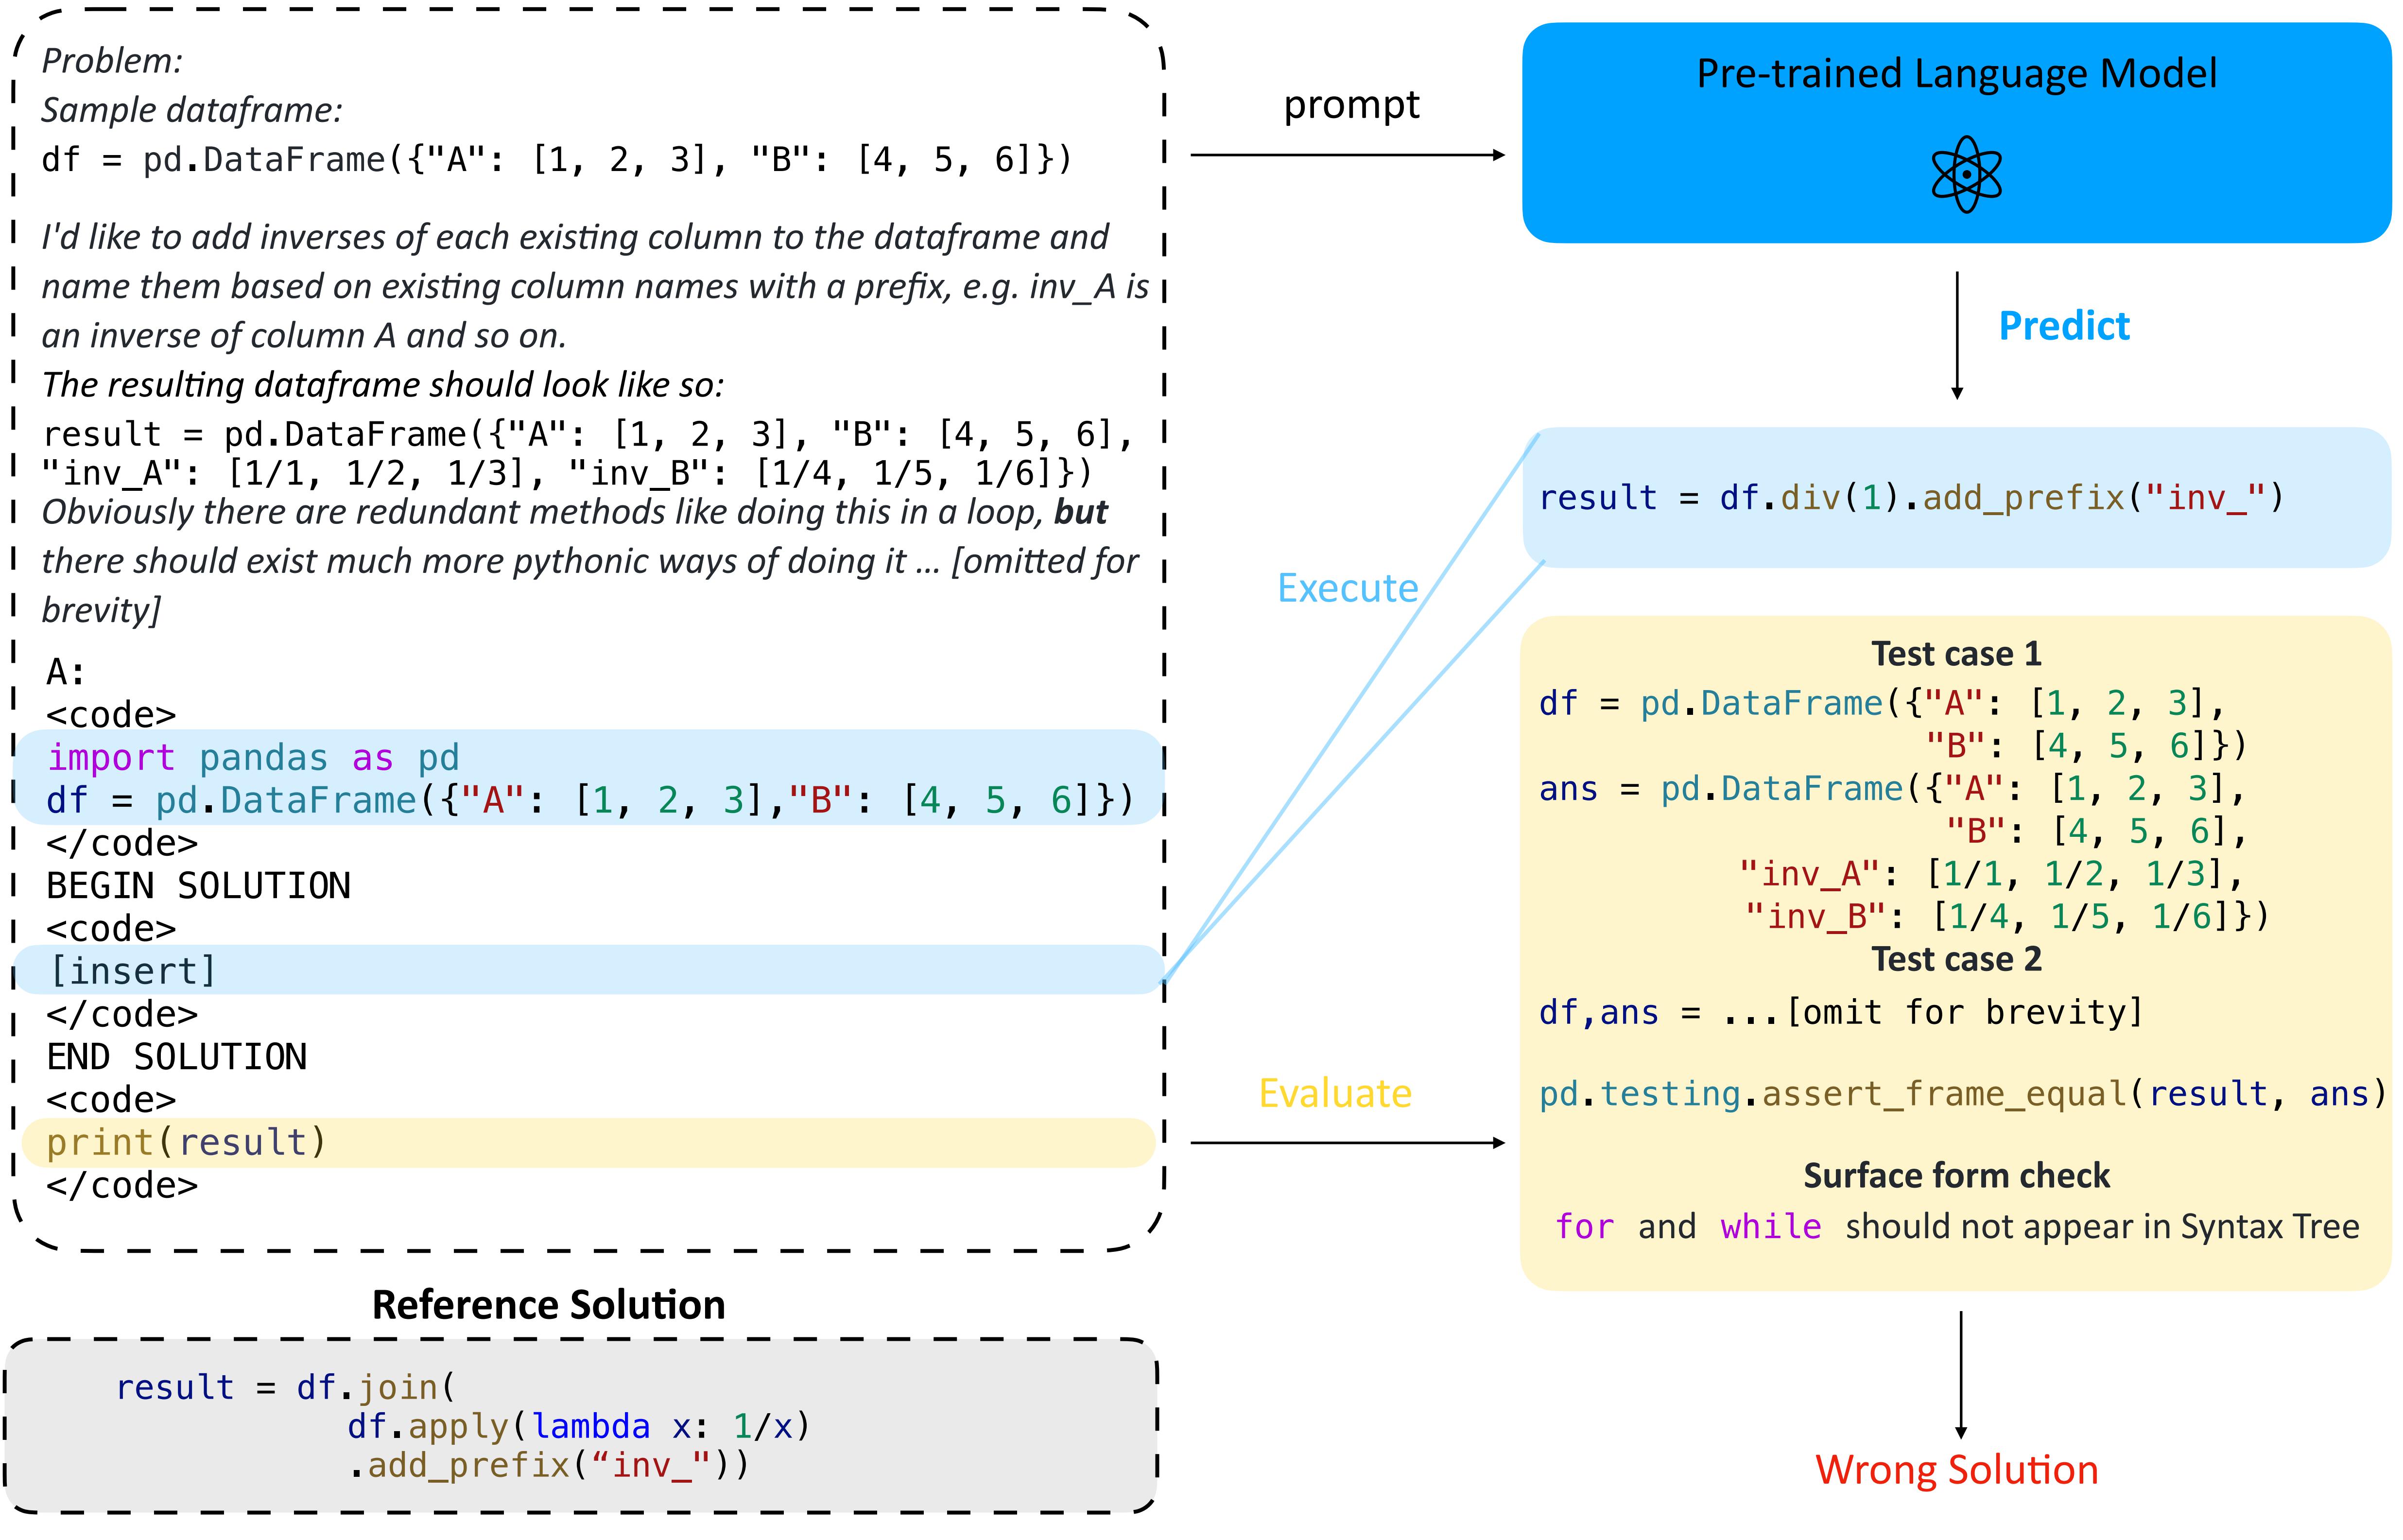 Problem:
Sample dataframe:
df = pd.DataFrame({"A": [1, 2, 3], "B": [4, 5, 6]})
I'd like to add inverses of each existing column to the dataframe and
name them based on existing column names with a prefix, e.g. inv_A is
an inverse of column A and so on.
The resulting dataframe should look like so:
result = pd.DataFrame({"A": [1, 2, 3], "B": [4, 5, 6],
"inv_A": [1/1, 1/2, 1/3], "inv_B": [1/4, 1/5, 1/6]})
Obviously there are redundant methods like doing this in a loop, but
there should exist much more pythonic ways of doing it ... [omitted for
brevity]
A:
<code>
import pandas as pd
df = pd.DataFrame({"A": [1, 2, 3],"B": [4, 5, 6]})
</code>
BEGIN SOLUTION
<code>
[insert]
</code>
END SOLUTION
<code>
print(result)
</code>
Reference Solution
result = df.join(
df.apply(lambda x: 1/x)
.add_prefix(“inv_"))
prompt
Execute
Evaluate
Pre-trained Language Model
Predict
result = df.div(1).add_prefix("inv_")
Test case 1
df = pd.DataFrame({"A": [1, 2, 3],
"B": [4, 5, 6]})
ans = pd.DataFrame({"A": [1, 2, 3],
"B": [4, 5, 6],
"inv_A": [1/1, 1/2, 1/3],
"inv_B": [1/4, 1/5, 1/6]})
Test case 2
df,ans = ...[omit for brevity]
pd.testing.assert_frame_equal(result, ans)
Surface form check
for and while should not appear in Syntax Tree
Wrong Solution